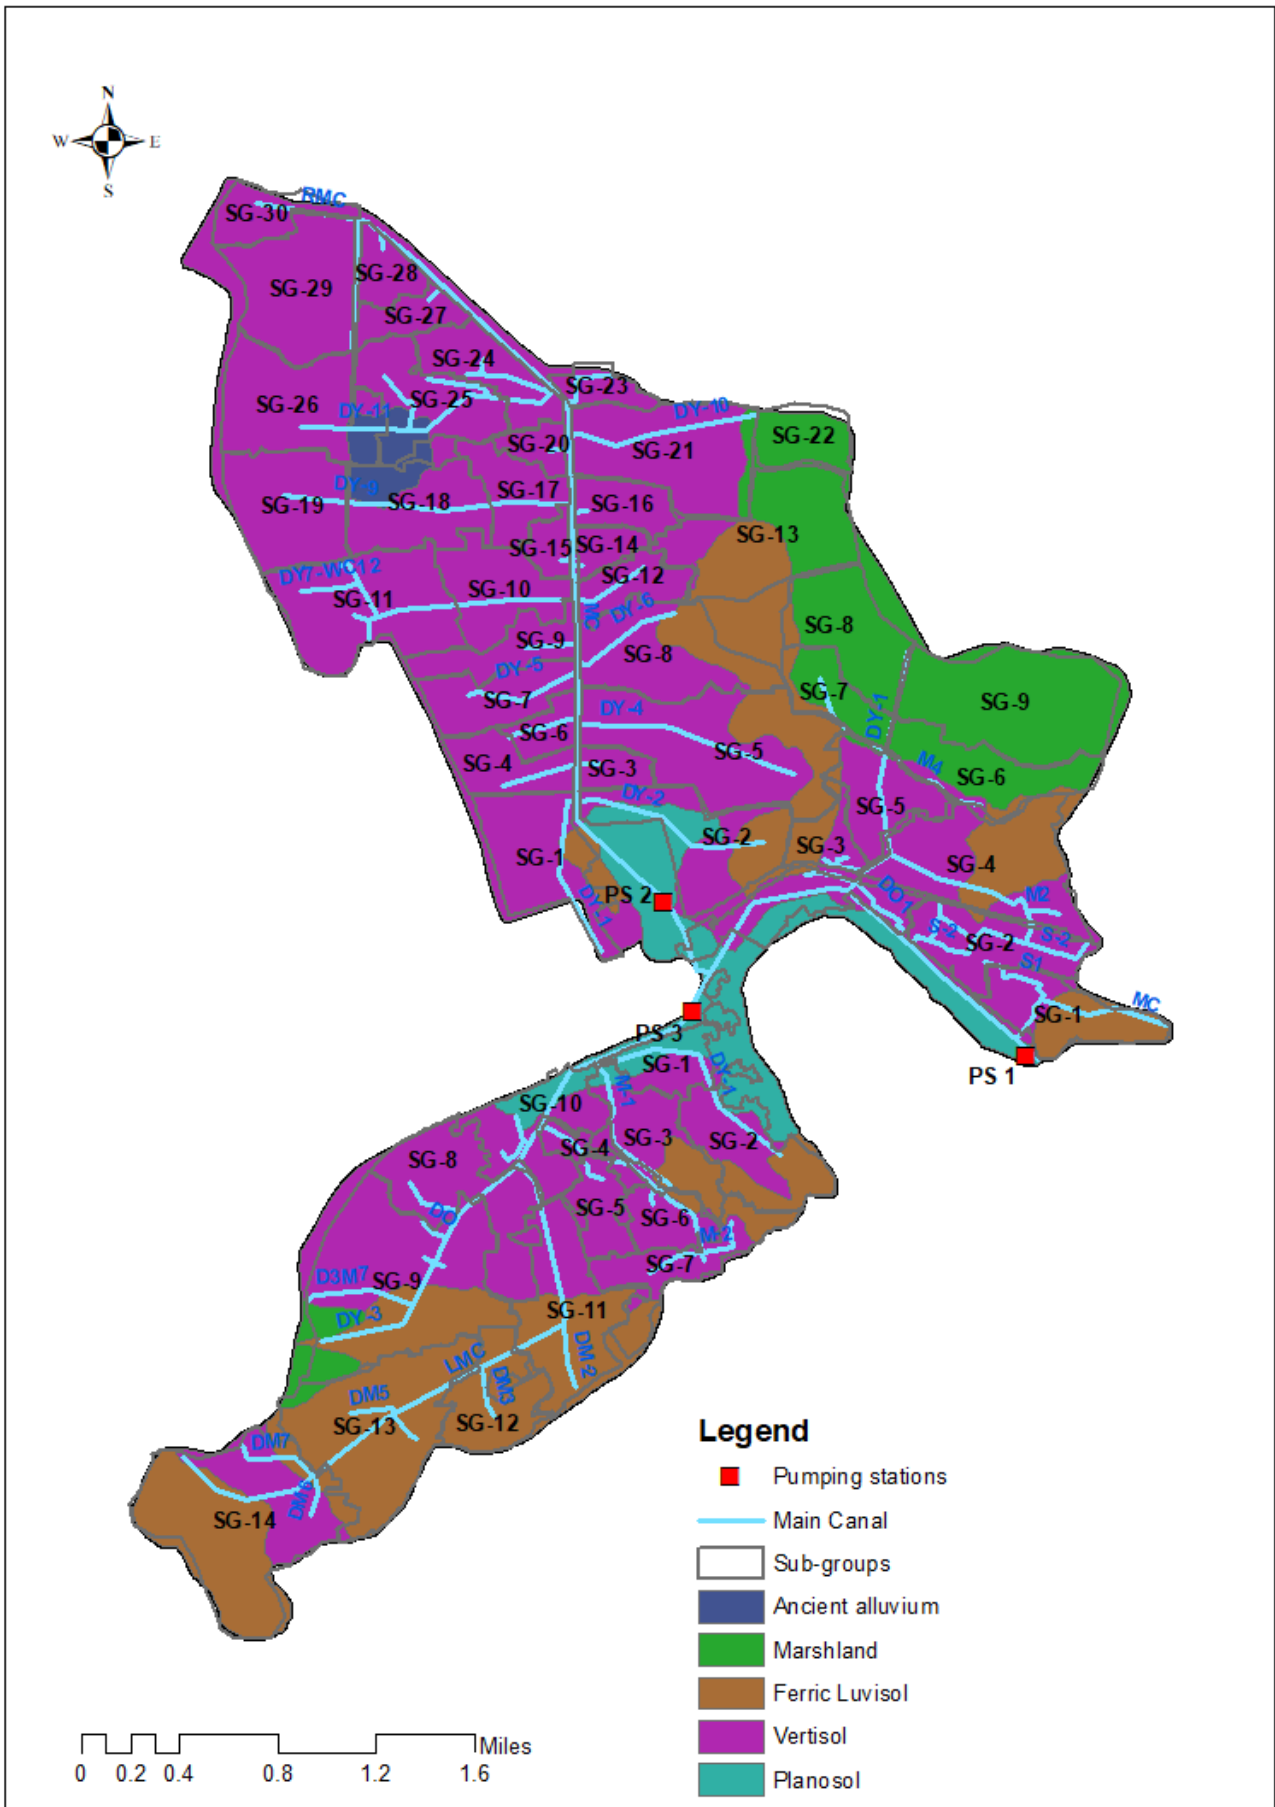 N
W E
S
RMC
SG-30
SG-28
SG-29
SG-27
SG-24
SG-23
SG-25
SG-26
DY-11
DY-10
SG-22
SG-20
SG-21
DY-9
SG-17
SG-19
SG-18
SG-16
SG-13
SG-15
SG-14
DY7-WC12
SG-12
SG-10
SG-11
MC
DY-6
SG-8
SG-9
SG-8
DY-5
SG-7
SG-7
SG-9
DY-4
DY-1
SG-6
SG-5
SG-4
SG-3
M4
SG-6
DY-2
SG-5
SG-2
SG-3
SG-1
SG-4
PS 2
DY-1
DO1
M2
S-2
S-2
SG-2
S1
MC
SG-1
PS 3
SG-1
DY-1
PS 1
M-1
SG-10
SG-3
SG-2
SG-4
SG-8
SG-5
SG-6
DO
M-2
SG-7
D3M7
SG-9
DY-3
SG-11
LMC
DM-2
DM3
DM5
SG-13
SG-12
DM7
DM6
SG-14
Legend
Pumping stations
Main Canal
Sub-groups
Ancient alluvium
Marshland
Ferric Luvisol
Vertisol
Planosol
Miles
0 0.2 0.4 0.8 1.2 1.6